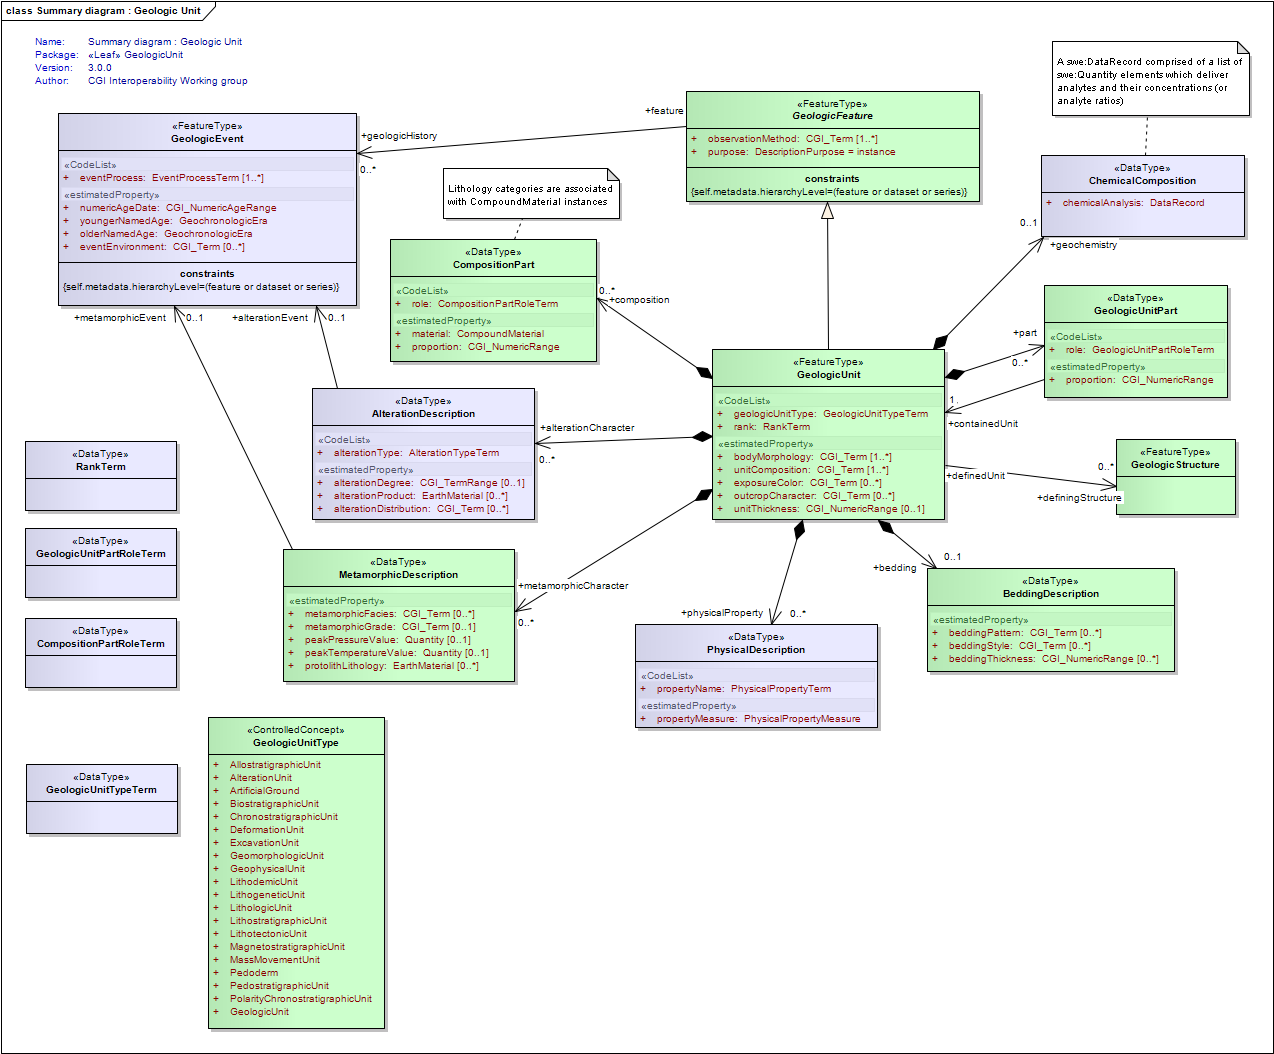 class Summary diagram : Geologic Unit
Name: Summary diagram : Geologic Unit
Package: «Leaf» GeologicUnit
Version: 3.0.0
Author: CGI Interoperability Working group
A swe:DataRecord comprised of a list of
swe:Quantity elements which deliver
analytes and their concentrations (or
analyte ratios)
«FeatureType»
GeologicEvent
«CodeList»
+ eventProcess: EventProcessTerm [1..*]
«estimatedProperty»
+ numericAgeDate: CGI_NumericAgeRange
+ youngerNamedAge: GeochronologicEra
+ olderNamedAge: GeochronologicEra
+ eventEnvironment: CGI_Term [0..*]
constraints
{self.metadata.hierarchyLevel=(feature or dataset or series)}
+geologicHistory
0..*
+feature
«FeatureType»
GeologicFeature
+ observationMethod: CGI_Term [1..*]
+ purpose: DescriptionPurpose = instance
constraints
{self.metadata.hierarchyLevel=(feature or dataset or series)}
Lithology categories are associated
with CompoundMaterial instances
«DataType»
ChemicalComposition
+ chemicalAnalysis: DataRecord
0..1
+geochemistry
«DataType»
CompositionPart
«CodeList»
+ role: CompositionPartRoleTerm
«estimatedProperty»
+ material: CompoundMaterial
+ proportion: CGI_NumericRange
0..*
+composition
«DataType»
GeologicUnitPart
«CodeList»
+ role: GeologicUnitPartRoleTerm
«estimatedProperty»
+ proportion: CGI_NumericRange
+part
0..*
1.
+containedUnit
+metamorphicEvent
0..1
+alterationEvent
0..1
«FeatureType»
GeologicUnit
«CodeList»
+ geologicUnitType: GeologicUnitTypeTerm
+ rank: RankTerm
«estimatedProperty»
+ bodyMorphology: CGI_Term [1..*]
+ unitComposition: CGI_Term [1..*]
+ exposureColor: CGI_Term [0..*]
+ outcropCharacter: CGI_Term [0..*]
+ unitThickness: CGI_NumericRange [0..1]
«DataType»
AlterationDescription
«CodeList»
+ alterationType: AlterationTypeTerm
«estimatedProperty»
+ alterationDegree: CGI_TermRange [0..1]
+ alterationProduct: EarthMaterial [0..*]
+ alterationDistribution: CGI_Term [0..*]
+alterationCharacter
0..*
«FeatureType»
GeologicStructure
+definedUnit
0..*
+definingStructure
«DataType»
RankTerm
«DataType»
GeologicUnitPartRoleTerm
«DataType»
CompositionPartRoleTerm
«DataType»
GeologicUnitTypeTerm
«DataType»
MetamorphicDescription
«estimatedProperty»
+ metamorphicFacies: CGI_Term [0..*]
+ metamorphicGrade: CGI_Term [0..1]
+ peakPressureValue: Quantity [0..1]
+ peakTemperatureValue: Quantity [0..1]
+ protolithLithology: EarthMaterial [0..*]
+metamorphicCharacter
0..*
+physicalProperty
0..*
«DataType»
PhysicalDescription
«CodeList»
+ propertyName: PhysicalPropertyTerm
«estimatedProperty»
+ propertyMeasure: PhysicalPropertyMeasure
+bedding
0..1
«DataType»
BeddingDescription
«estimatedProperty»
+ beddingPattern: CGI_Term [0..*]
+ beddingStyle: CGI_Term [0..*]
+ beddingThickness: CGI_NumericRange [0..*]
«ControlledConcept»
GeologicUnitType
+ AllostratigraphicUnit
+ AlterationUnit
+ ArtificialGround
+ BiostratigraphicUnit
+ ChronostratigraphicUnit
+ DeformationUnit
+ ExcavationUnit
+ GeomorphologicUnit
+ GeophysicalUnit
+ LithodemicUnit
+ LithogeneticUnit
+ LithologicUnit
+ LithostratigraphicUnit
+ LithotectonicUnit
+ MagnetostratigraphicUnit
+ MassMovementUnit
+ Pedoderm
+ PedostratigraphicUnit
+ PolarityChronostratigraphicUnit
+ GeologicUnit